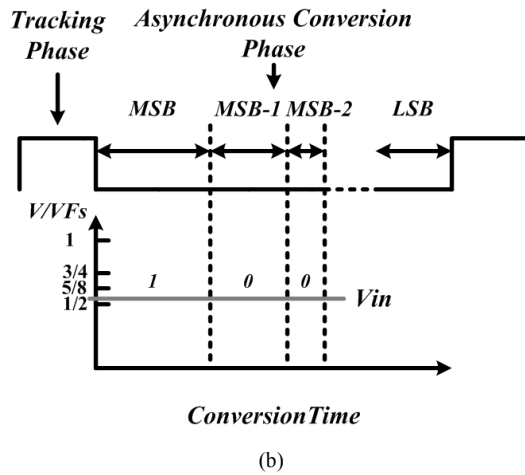 Tracking Phase
Asynchronous Conversion Phase
MSB MSB-1 MSB-2 LSB
V/VFs
1
3/4
5/8
1/2
1 0 0
Vin
ConversionTime
(b)